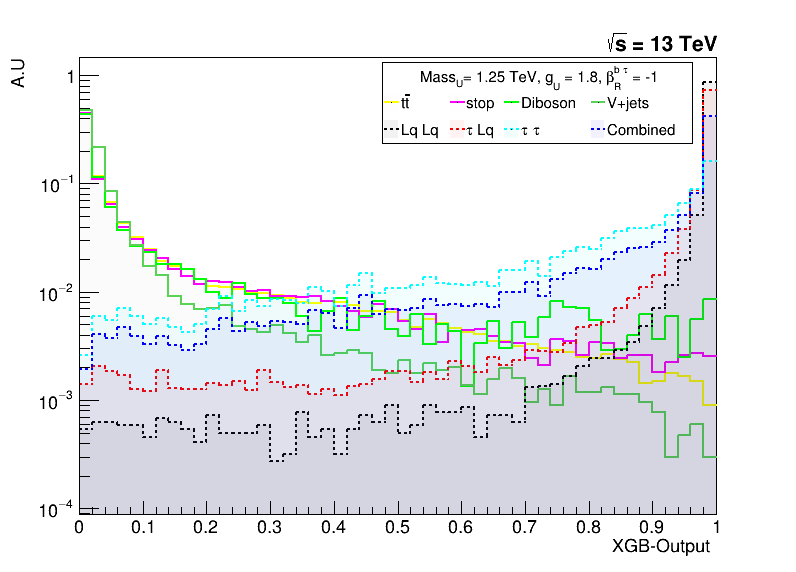 √s = 13 TeV
A.U
Mass_U = 1.25 TeV, g_U = 1.8, β_R^{b τ} = -1
tt̄ stop Diboson V+jets
Lq Lq τ Lq τ τ Combined
1
10⁻¹
10⁻²
10⁻³
10⁻⁴
0 0.1 0.2 0.3 0.4 0.5 0.6 0.7 0.8 0.9 1
XGB-Output